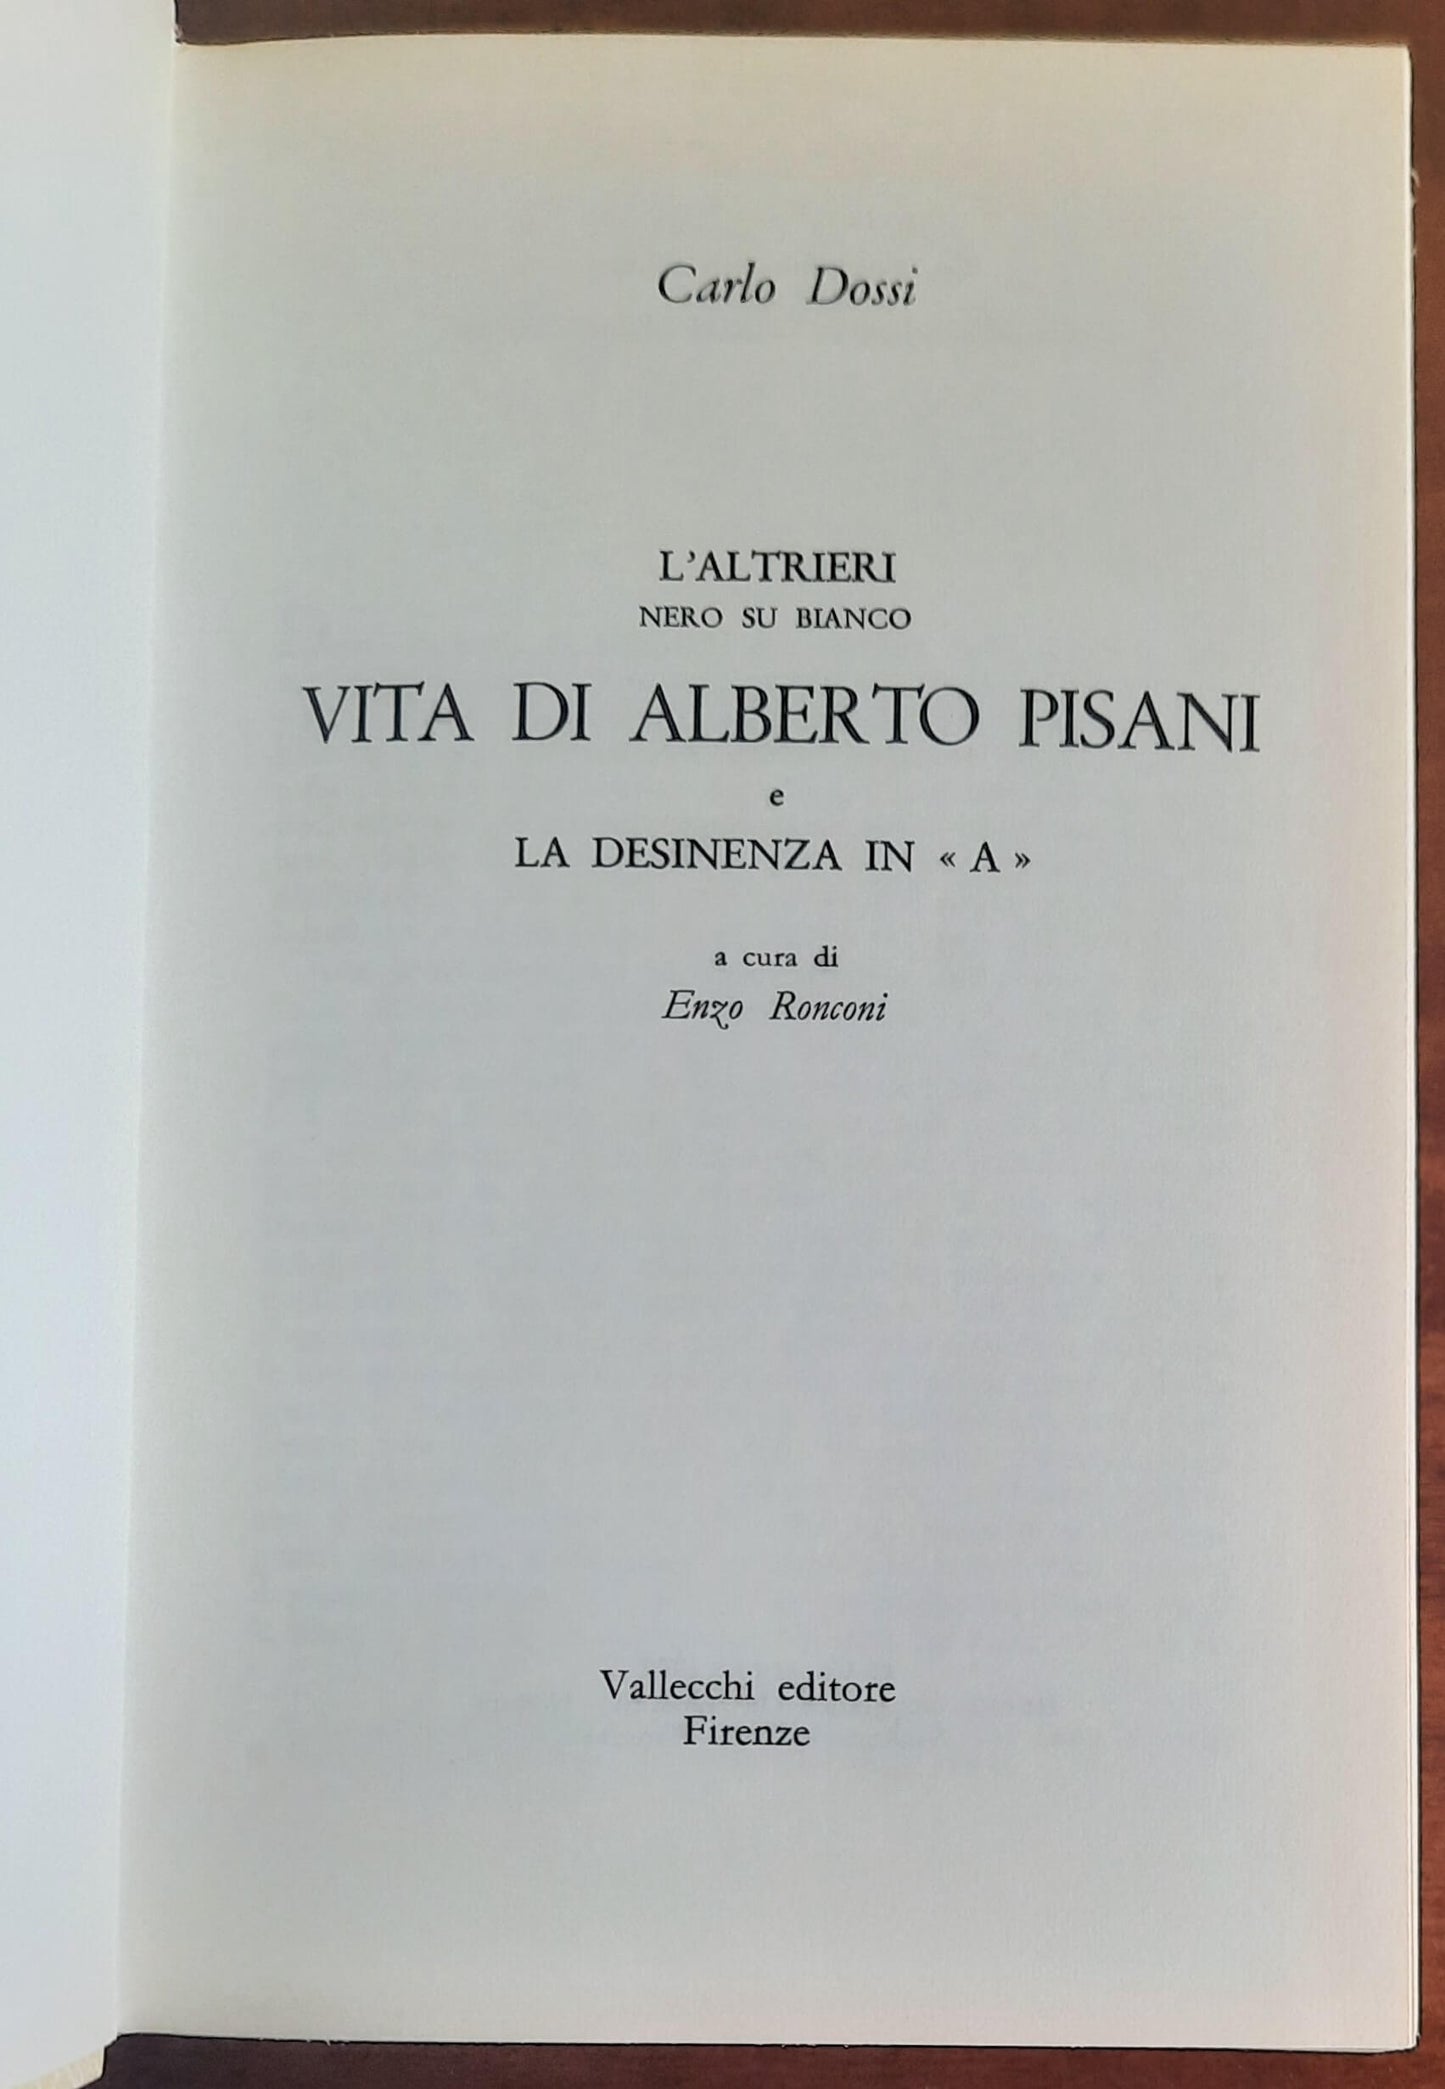 Carlo Dossi
L'ALTRIERI
NERO SU BIANCO
VITA DI ALBERTO PISANI
e
LA DESINENZA IN « A »
a cura di
Enzo Ronconi
Vallecchi editore
Firenze